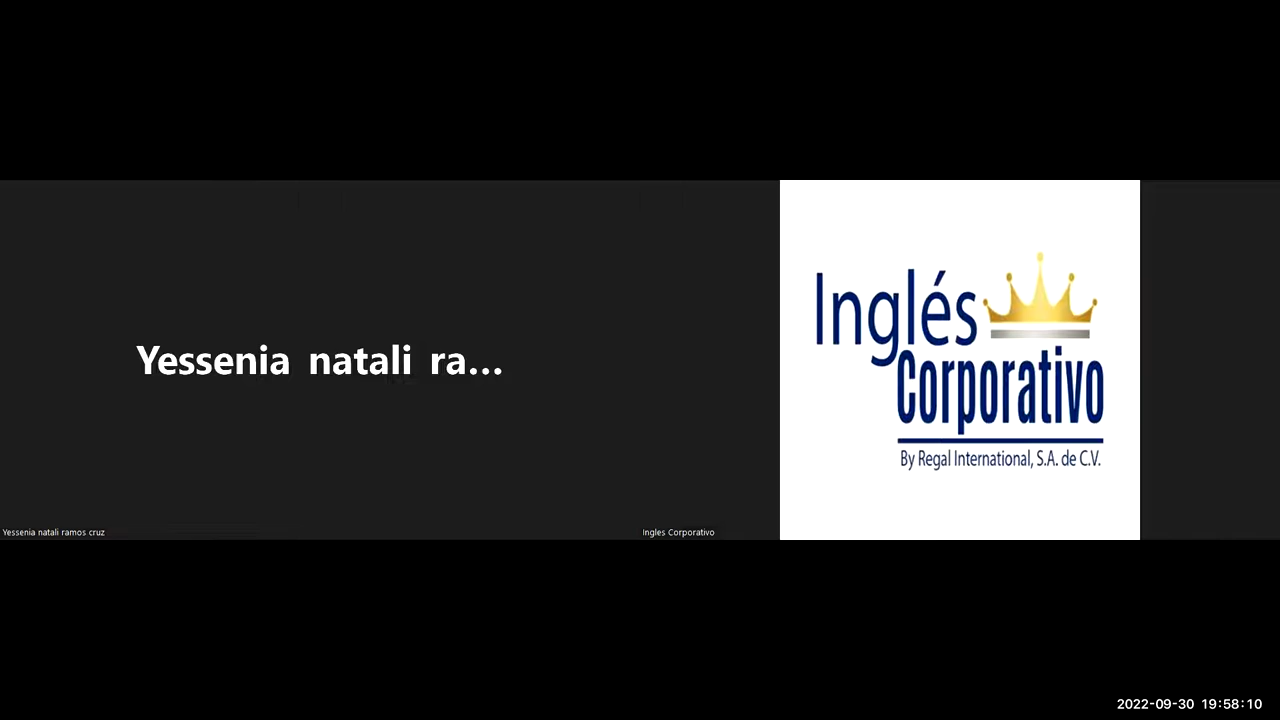 Yessenia natali ra...
Yessenia natali ramos cruz
Inglés
Corporativo
By Regal International, S.A. de C.V.
Ingles Corporativo
2022-09-30 19:58:10